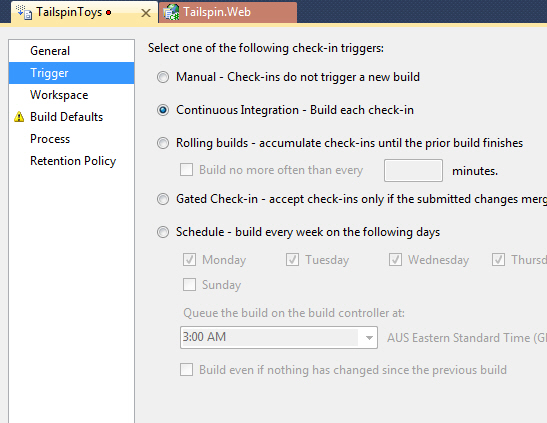 TailspinToys
Tailspin.Web
General
Trigger
Workspace
Build Defaults
Process
Retention Policy
Select one of the following check-in triggers:
Manual - Check-ins do not trigger a new build
Continuous Integration - Build each check-in
Rolling builds - accumulate check-ins until the prior build finishes
Build no more often than every minutes.
Gated Check-in - accept check-ins only if the submitted changes merg
Schedule - build every week on the following days
Monday Tuesday Wednesday Thursd
Sunday
Queue the build on the build controller at:
3:00 AM AUS Eastern Standard Time (G
Build even if nothing has changed since the previous build